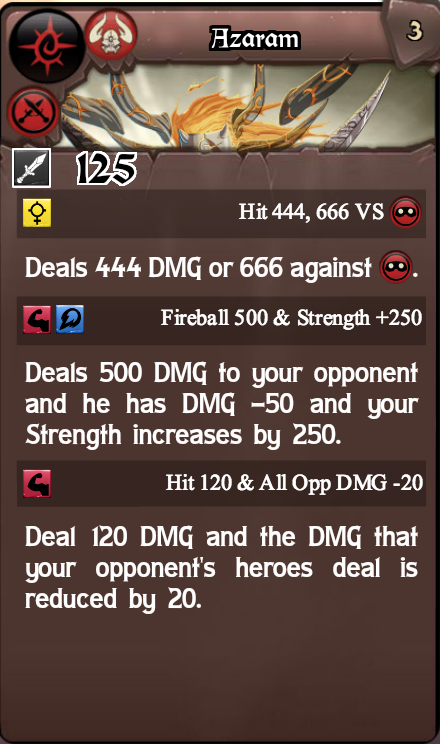 Azaram
3
125
Hit 444, 666 VS
Deals 444 DMG or 666 against .
Fireball 500 & Strength +250
Deals 500 DMG to your opponent
and he has DMG -50 and your
Strength increases by 250.
Hit 120 & All Opp DMG -20
Deal 120 DMG and the DMG that
your opponent's heroes deal is
reduced by 20.